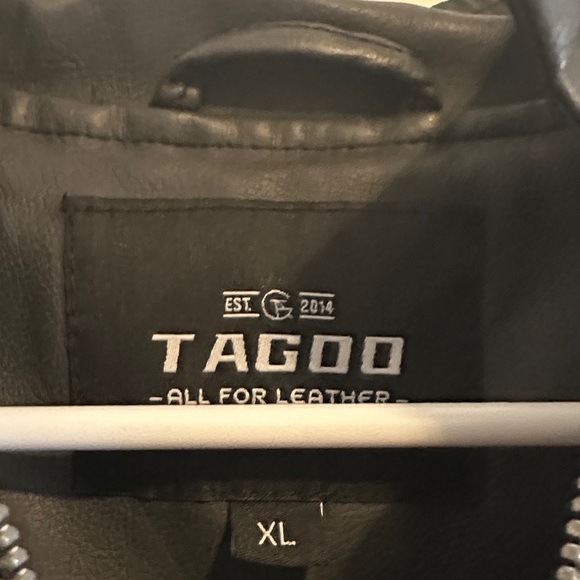 EST. 2014
TAGOO
-ALL FOR LEATHER-
XL